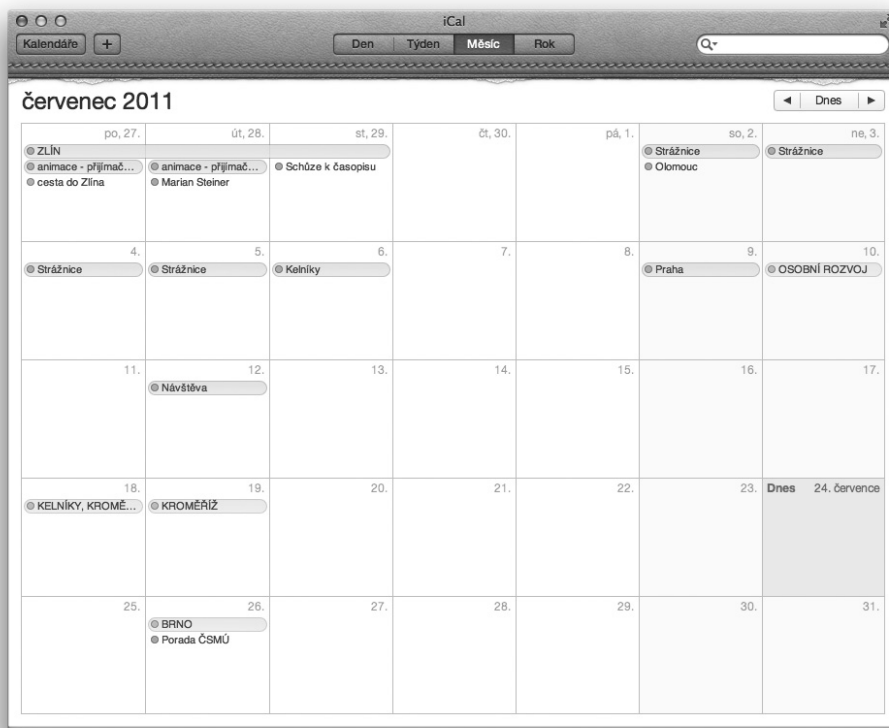 iCal
Kalendáře + Den Týden Měsíc Rok
červenec 2011 Dnes
po, 27. út, 28. st, 29. čt, 30. pá, 1. so, 2. ne, 3.
ZLÍN Strážnice Strážnice
animace - přijímač... animace - přijímač... Schůze k časopisu Olomouc
cesta do Zlína Marian Steiner
4. 5. 6. 7. 8. 9. 10.
Strážnice Strážnice Kelníky Praha OSOBNÍ ROZVOJ
11. 12. 13. 14. 15. 16. 17.
Návštěva
18. 19. 20. 21. 22. 23. Dnes 24. července
KELNÍKY, KROMĚ... KROMĚŘÍŽ
25. 26. 27. 28. 29. 30. 31.
BRNO
Porada ČSMÚ